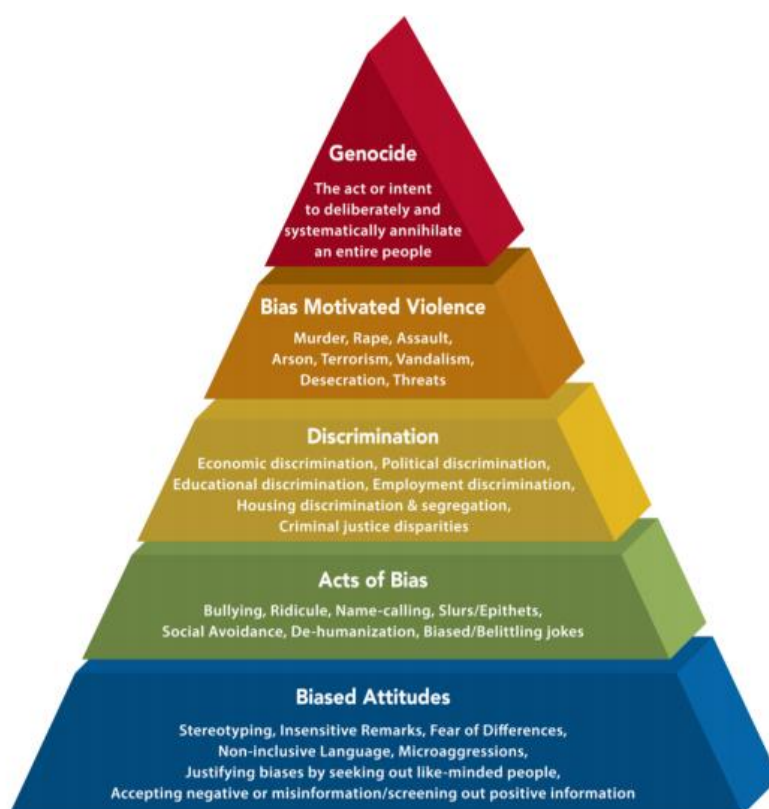 Genocide
The act or intent
to deliberately and
systematically annihilate
an entire people
Bias Motivated Violence
Murder, Rape, Assault,
Arson, Terrorism, Vandalism,
Desecration, Threats
Discrimination
Economic discrimination, Political discrimination,
Educational discrimination, Employment discrimination,
Housing discrimination & segregation,
Criminal justice disparities
Acts of Bias
Bullying, Ridicule, Name-calling, Slurs/Epithets,
Social Avoidance, De-humanization, Biased/Belittling jokes
Biased Attitudes
Stereotyping, Insensitive Remarks, Fear of Differences,
Non-inclusive Language, Microaggressions,
Justifying biases by seeking out like-minded people,
Accepting negative or misinformation/screening out positive information